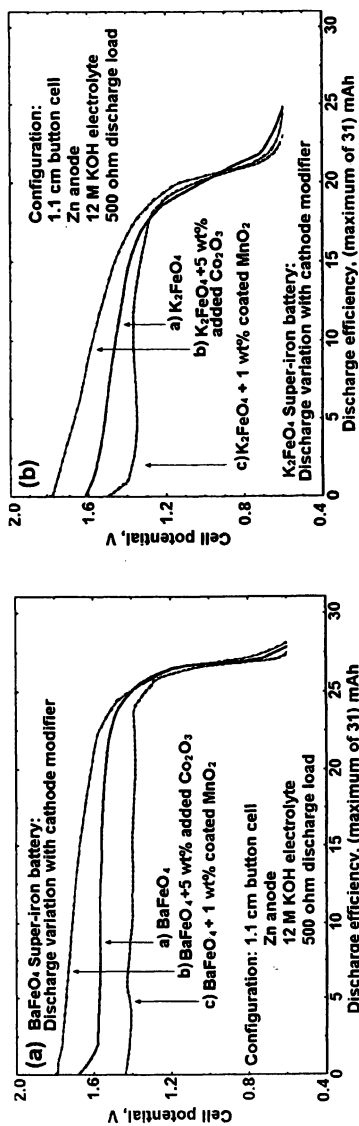 (a) BaFeO4 Super-iron battery:
Discharge variation with cathode modifier
a) BaFeO4
b) BaFeO4+5 wt% added Co2O3
c) BaFeO4 + 1 wt% coated MnO2
Configuration: 1.1 cm button cell
Zn anode
12 M KOH electrolyte
500 ohm discharge load
Cell potential, V
2.0
1.6
1.2
0.8
0.4
0
5
10
15
20
25
30
Discharge efficiency, (maximum of 31) mAh
(b)
Configuration:
1.1 cm button cell
Zn anode
12 M KOH electrolyte
500 ohm discharge load
a) K2FeO4
b) K2FeO4+5 wt%
added Co2O3
c)K2FeO4 + 1 wt% coated MnO2
K2FeO4 Super-iron battery:
Discharge variation with cathode modifier
Cell potential, V
2.0
1.6
1.2
0.8
0.4
0
5
10
15
20
25
30
Discharge efficiency, (maximum of 31) mAh